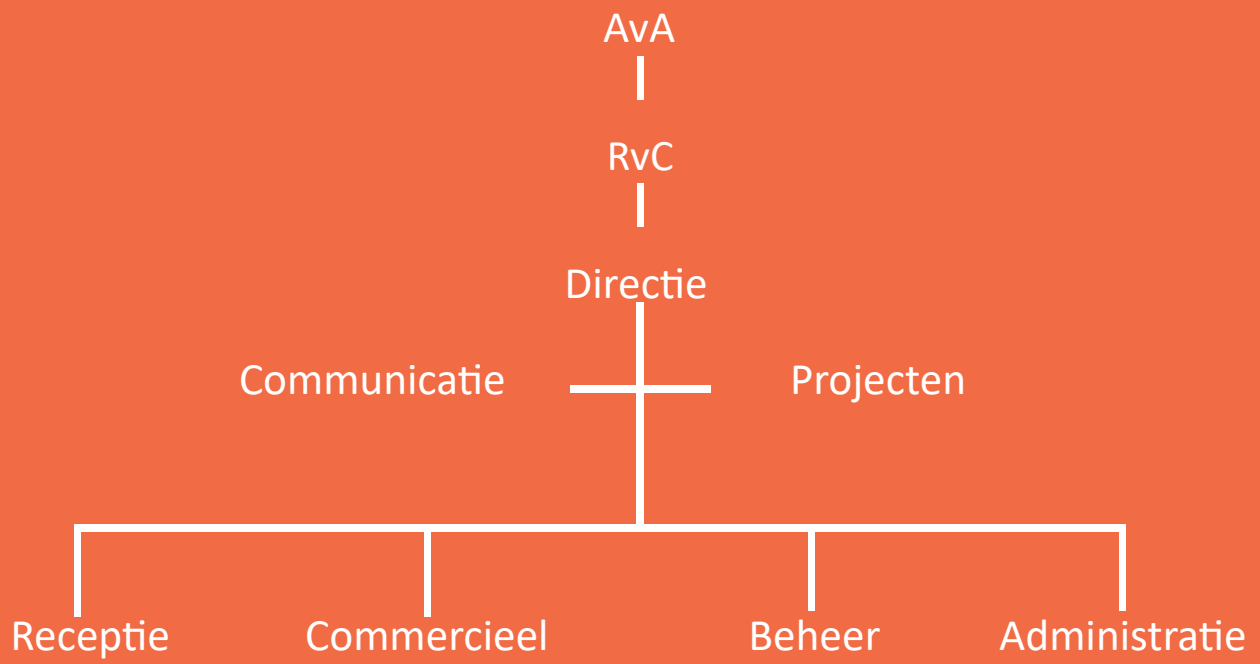 AvA
RvC
Directie
Communicatie
Projecten
Receptie
Commercieel
Beheer
Administratie